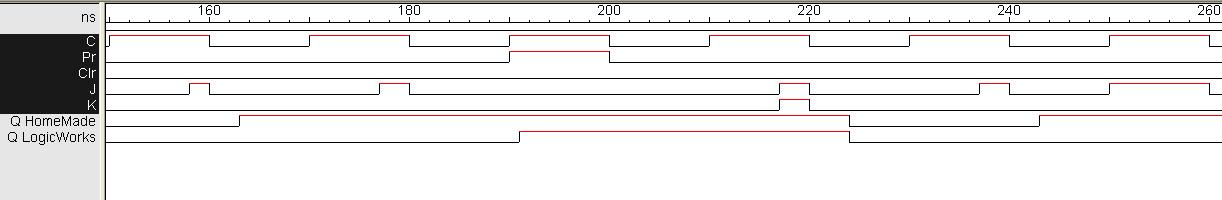 ns 160 180 200 220 240 260
C
Pr
Clr
J
K
Q HomeMade
Q LogicWorks